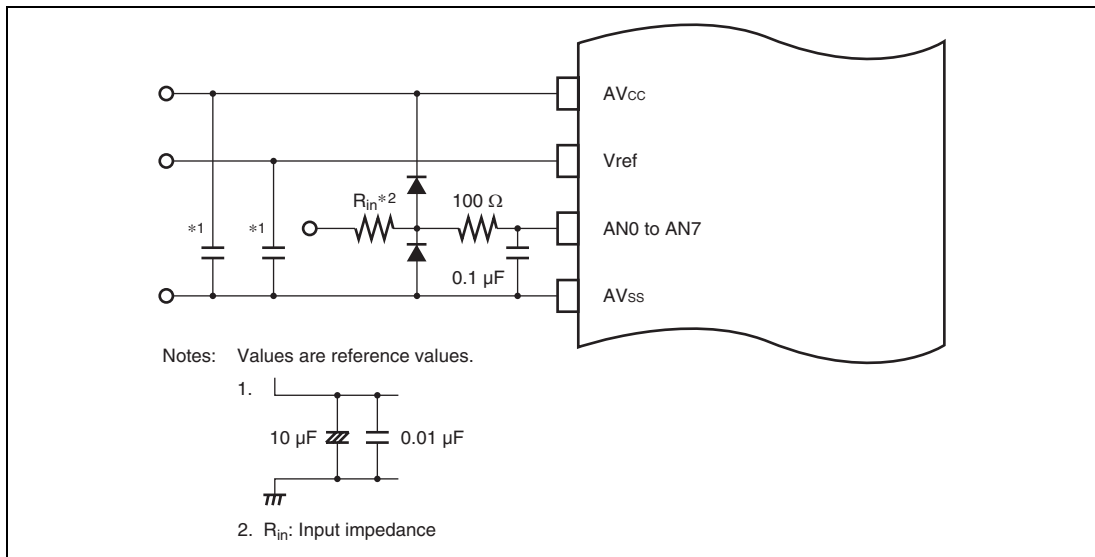 AVCC
Vref
Rin*2
100 Ω
*1
*1
AN0 to AN7
0.1 µF
AVSS
Notes: Values are reference values.
1.
10 µF
0.01 µF
2. Rin: Input impedance